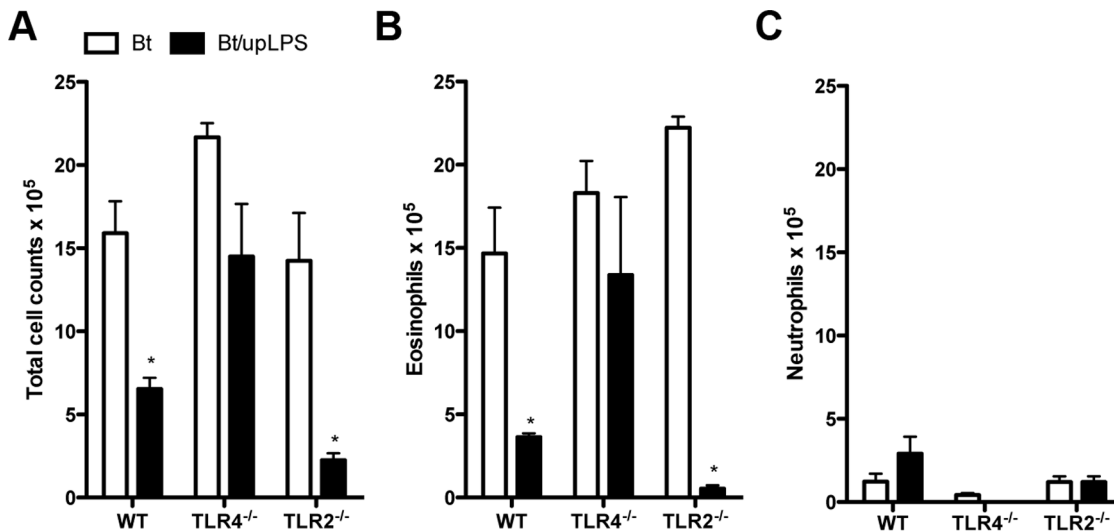 A
B
C
Bt
Bt/upLPS
Total cell counts x 10⁵
25
20
15
10
5
0
*
*
WT
TLR4⁻/⁻
TLR2⁻/⁻
Eosinophils x 10⁵
25
20
15
10
5
0
*
*
WT
TLR4⁻/⁻
TLR2⁻/⁻
Neutrophils x 10⁵
25
20
15
10
5
0
WT
TLR4⁻/⁻
TLR2⁻/⁻